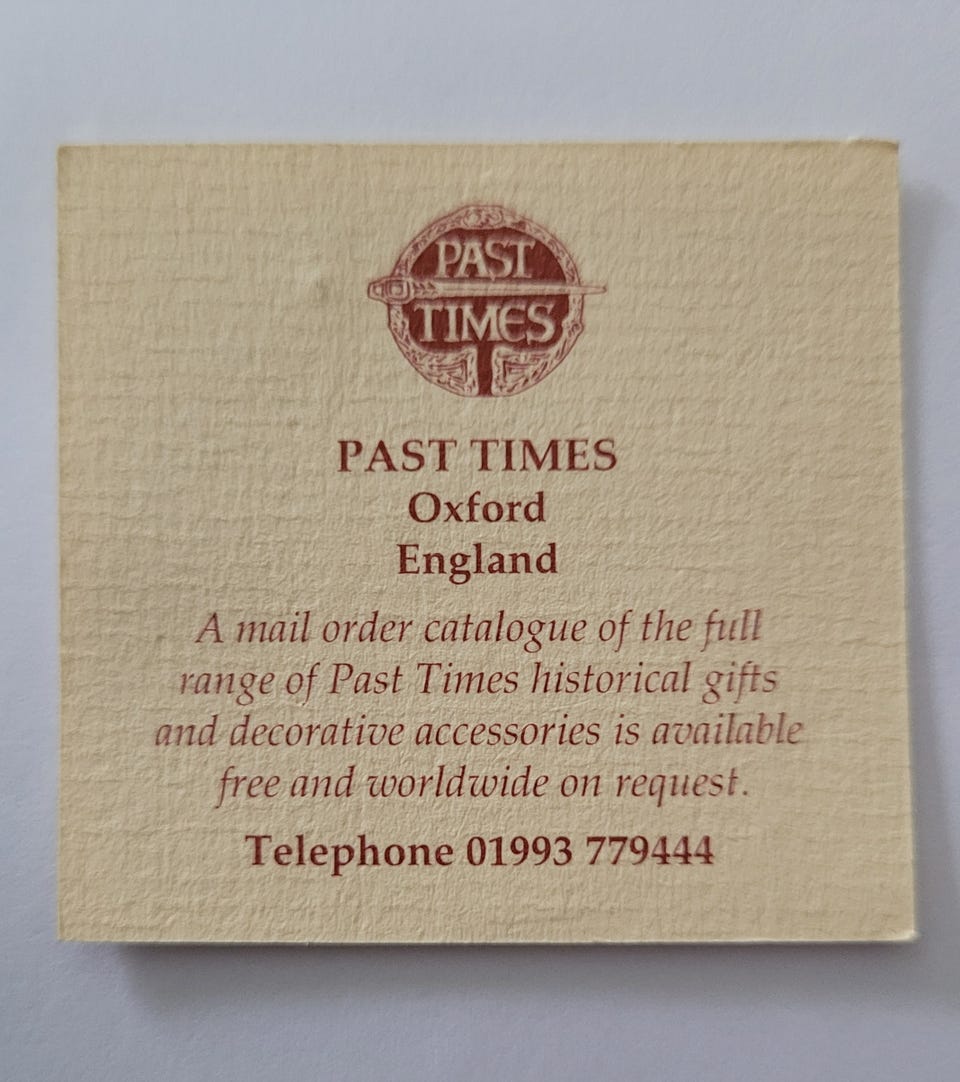 PAST
TIMES
PAST TIMES
Oxford
England
A mail order catalogue of the full
range of Past Times historical gifts
and decorative accessories is available
free and worldwide on request.
Telephone 01993 779444